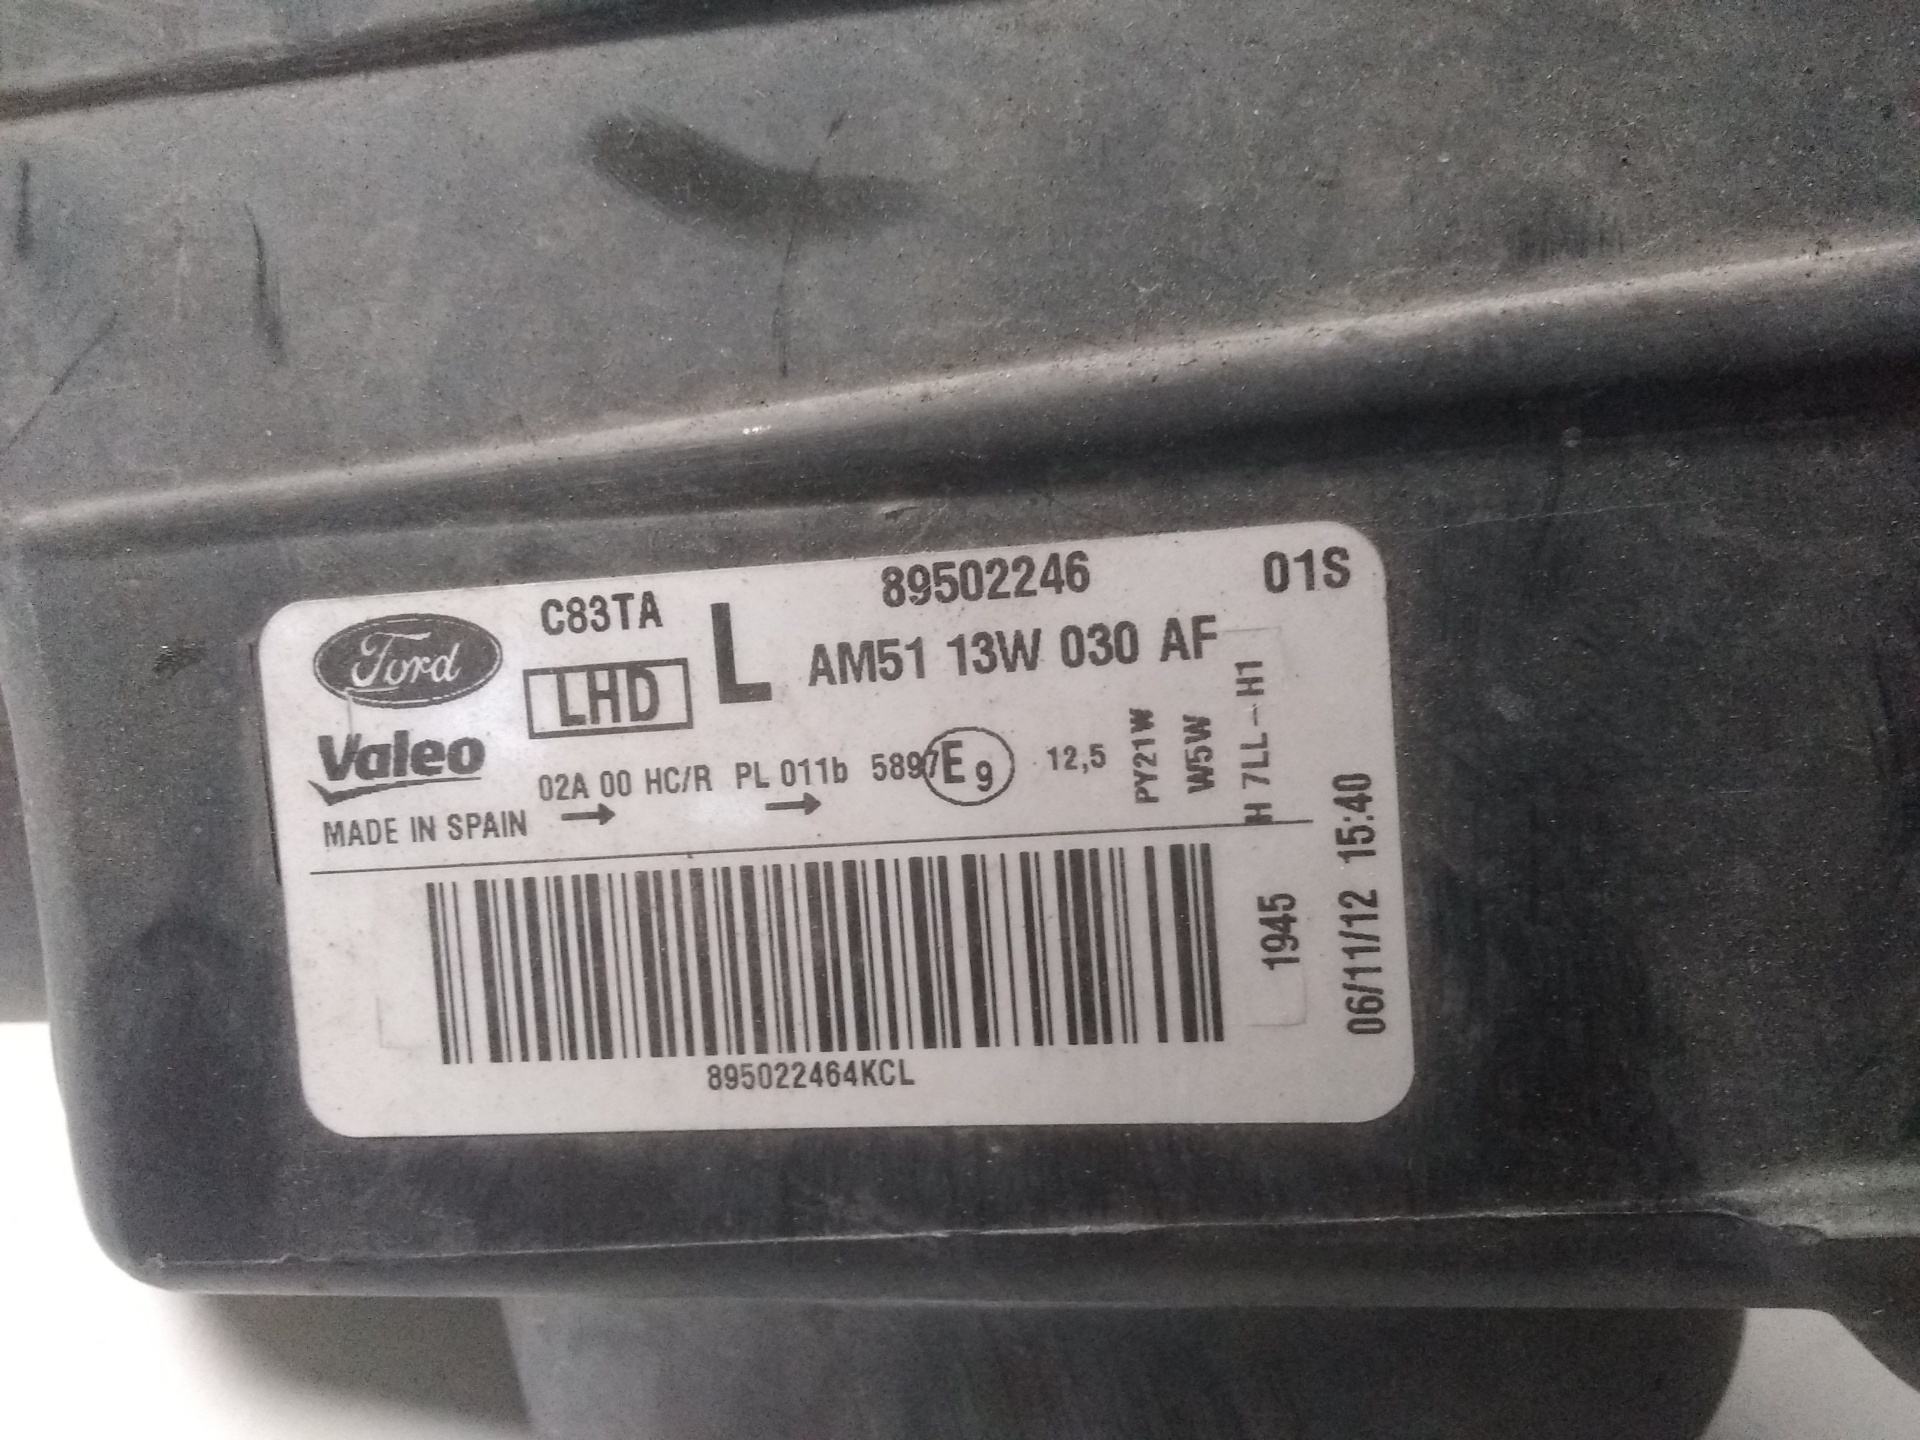 Ford
C83TA
LHD
L
89502246
01S
AM51 13W 030 AF
Valeo
02A 00 HC/R PL 011b 5897 E9 12,5
→ →
MADE IN SPAIN
PY21W
W5W
H 7LL-H1
1945
06/11/12 15:40
895022464KCL